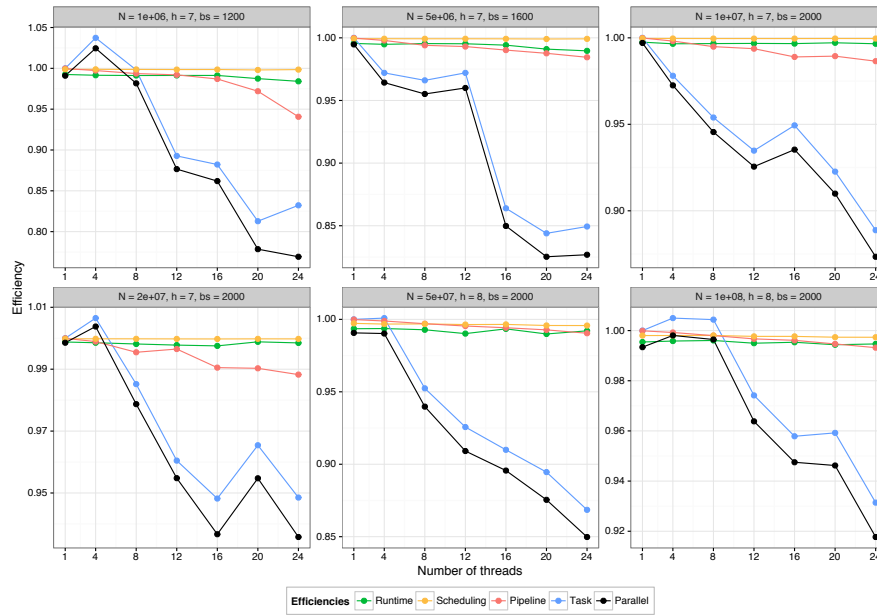 N = 1e+06, h = 7, bs = 1200
N = 5e+06, h = 7, bs = 1600
N = 1e+07, h = 7, bs = 2000
1.05
1.00
0.95
0.90
0.85
0.80
1.00
0.95
0.90
0.85
1.00
0.95
0.90
1 4 8 12 16 20 24
1 4 8 12 16 20 24
1 4 8 12 16 20 24
Efficiency
N = 2e+07, h = 7, bs = 2000
N = 5e+07, h = 8, bs = 2000
N = 1e+08, h = 8, bs = 2000
1.01
0.99
0.97
0.95
1.00
0.95
0.90
0.85
1.00
0.98
0.96
0.94
0.92
1 4 8 12 16 20 24
1 4 8 12 16 20 24
1 4 8 12 16 20 24
Number of threads
Efficiencies Runtime Scheduling Pipeline Task Parallel